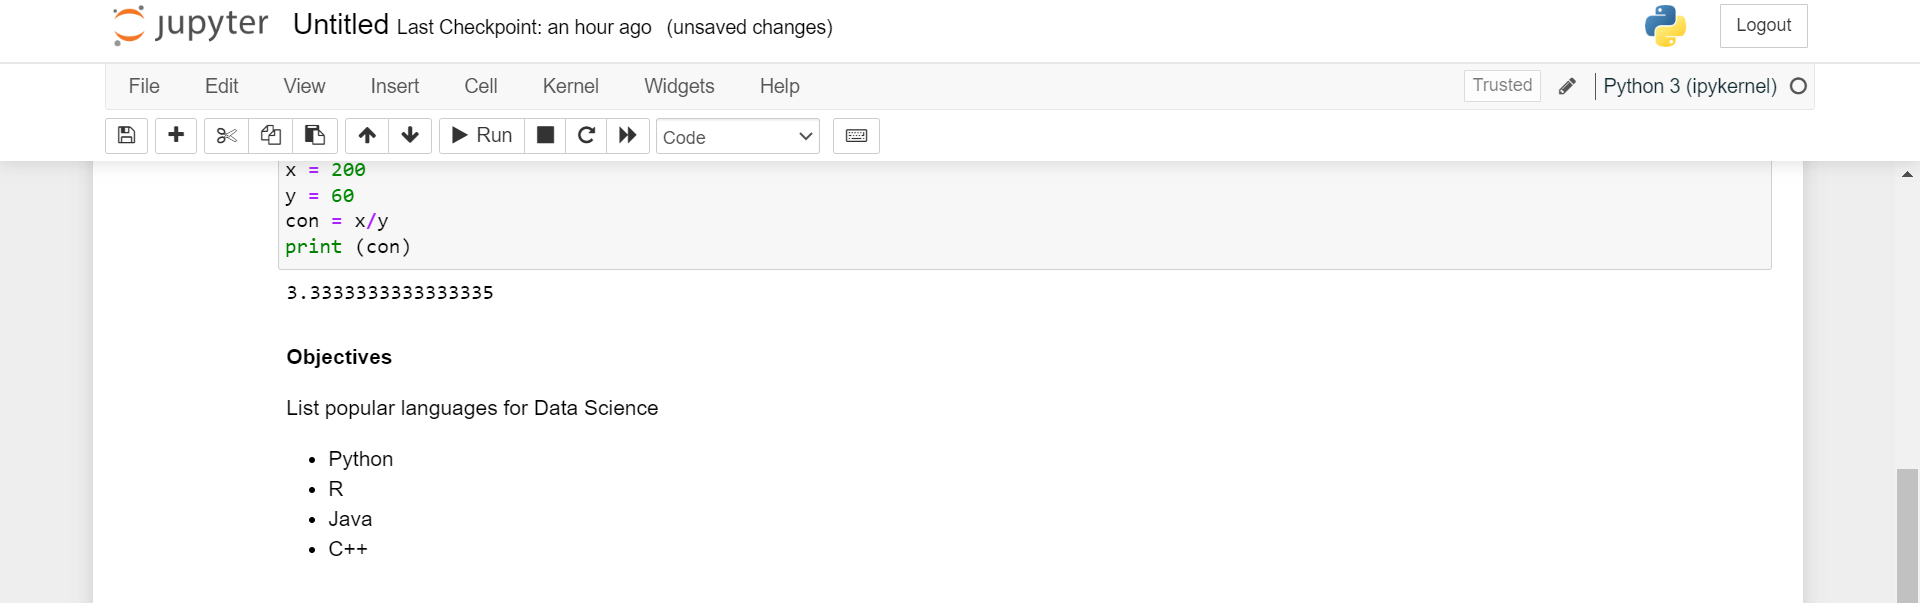 jupyter Untitled Last Checkpoint: an hour ago (unsaved changes) Logout
File Edit View Insert Cell Kernel Widgets Help Trusted Python 3 (ipykernel)
Run Code
x = 200
y = 60
con = x/y
print (con)
3.3333333333333335
Objectives
List popular languages for Data Science
• Python
• R
• Java
• C++